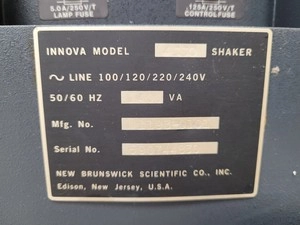 5.0A/250V/T
LAMP FUSE
.125A/250V/T
CONTROL FUSE
INNOVA MODEL SHAKER
~ LINE 100/120/220/240V
50/60 HZ VA
Mfg. No.
Serial No.
NEW BRUNSWICK SCIENTIFIC CO., INC.
Edison, New Jersey, U.S.A.